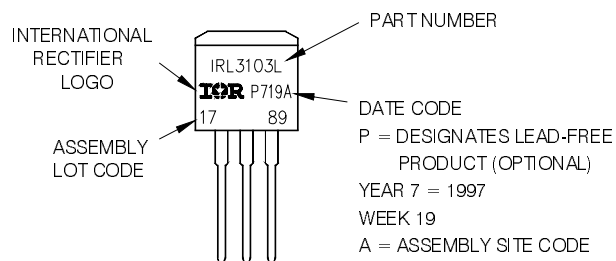 INTERNATIONAL
RECTIFIER
LOGO
ASSEMBLY
LOT CODE
IRL3103L
IOR P719A
17 89
PART NUMBER
DATE CODE
P = DESIGNATES LEAD-FREE
PRODUCT (OPTIONAL)
YEAR 7 = 1997
WEEK 19
A = ASSEMBLY SITE CODE